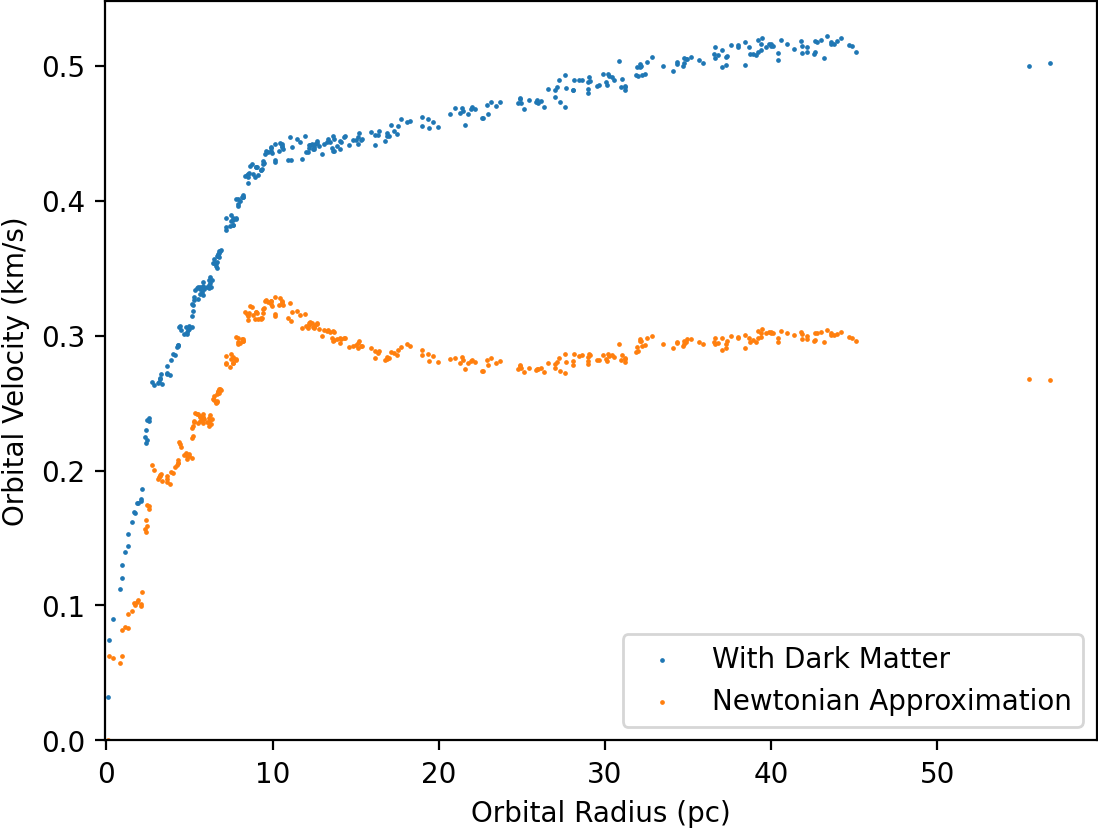 0.5
0.4
0.3
0.2
0.1
0.0
Orbital Velocity (km/s)
With Dark Matter
Newtonian Approximation
0 10 20 30 40 50
Orbital Radius (pc)